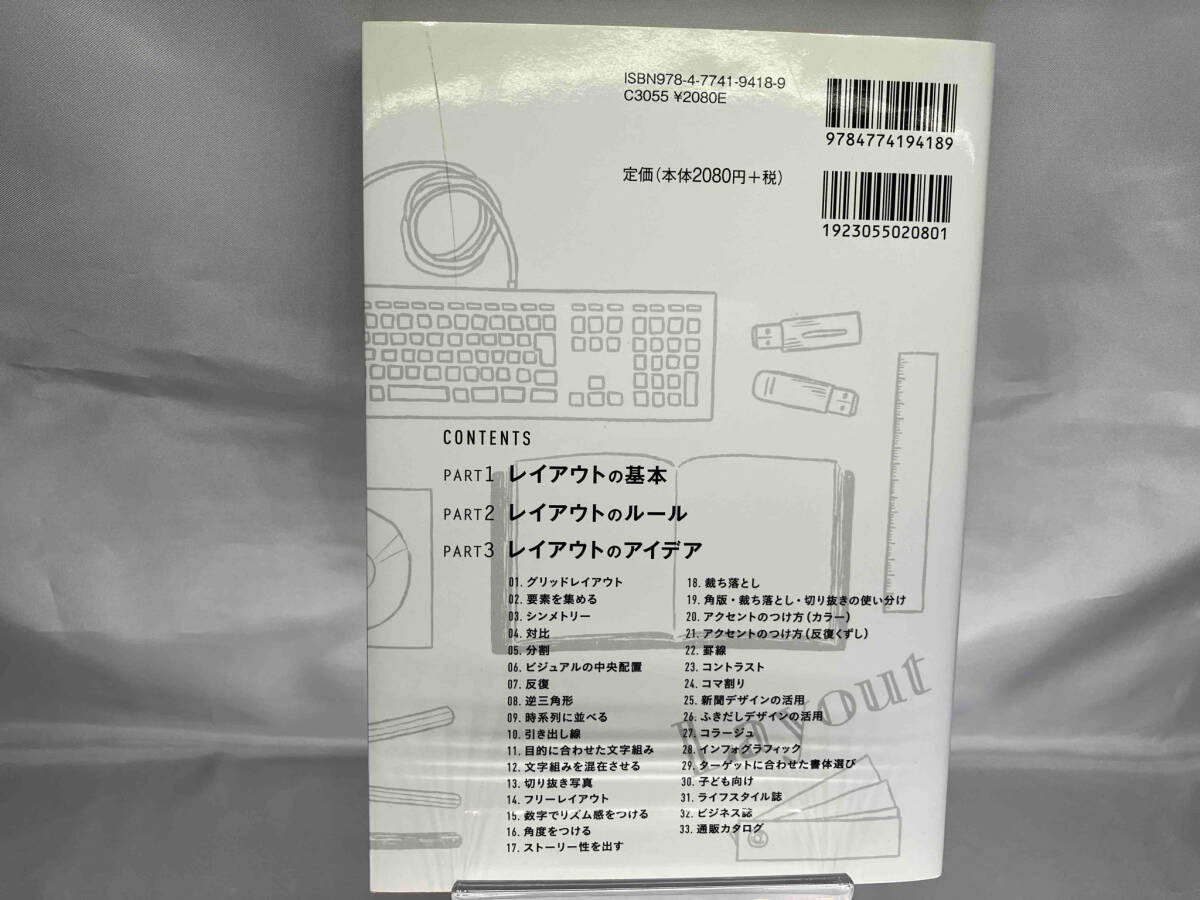 ISBN978-4-7741-9418-9
C3055 ¥2080E
9784774194189
定価(本体2080円+税)
1923055020801
CONTENTS
PART1 レイアウトの基本
PART2 レイアウトのルール
PART3 レイアウトのアイデア
01. グリッドレイアウト
02. 要素を集める
03. シンメトリー
04. 対比
05. 分割
06. ビジュアルの中央配置
07. 反復
08. 逆三角形
09. 時系列に並べる
10. 引き出し線
11. 目的に合わせた文字組み
12. 文字組みを混在させる
13. 切り抜き写真
14. フリーレイアウト
15. 数字でリズム感をつける
16. 角度をつける
17. ストーリー性を出す
18. 裁ち落とし
19. 角版・裁ち落とし・切り抜きの使い分け
20. アクセントのつけ方(カラー)
21. アクセントのつけ方(反復くずし)
22. 罫線
23. コントラスト
24. コマ割り
25. 新聞デザインの活用
26. ふきだしデザインの活用
27. コラージュ
28. インフォグラフィック
29. ターゲットに合わせた書体選び
30. 子ども向け
31. ライフスタイル誌
32. ビジネス誌
33. 通販カタログ
Layout